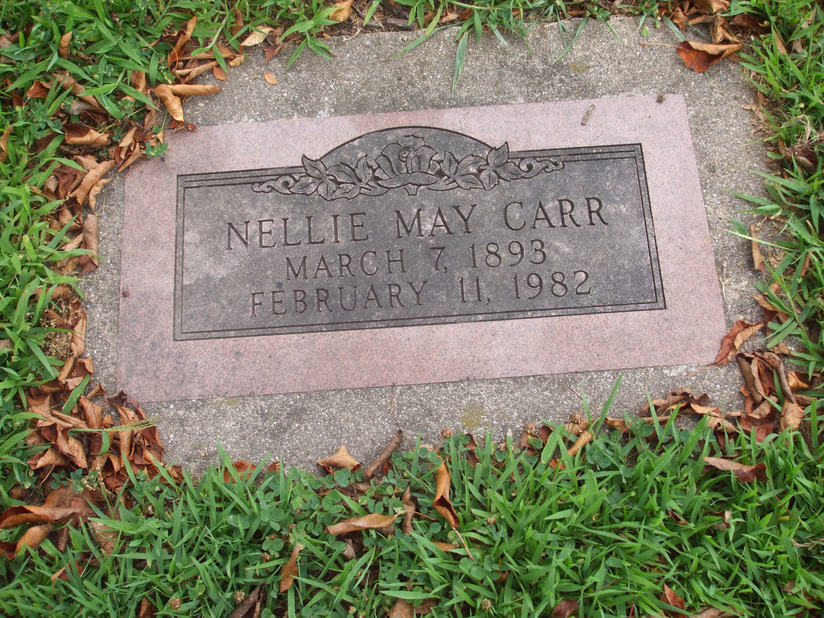 NELLIE MAY CARR
MARCH 7, 1893
FEBRUARY 11, 1982